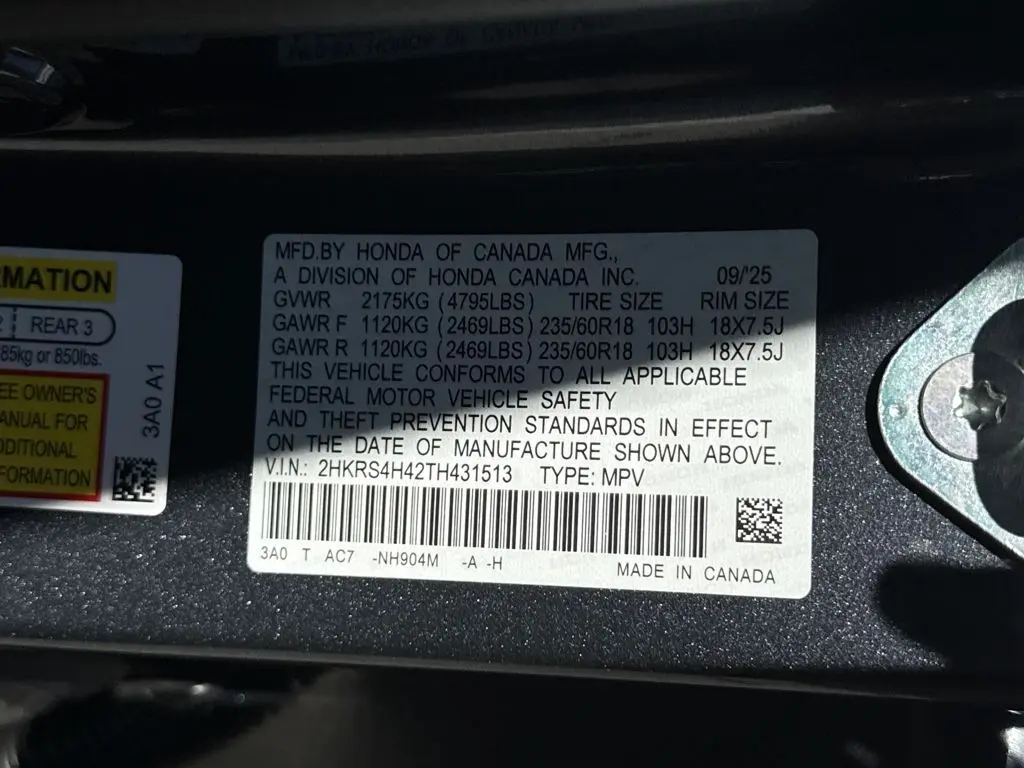 RMATION
REAR 3
85kg or 850lbs.
EE OWNER'S
ANUAL FOR
DDITIONAL
FORMATION
3A0 A1
MFD.BY HONDA OF CANADA MFG.,
A DIVISION OF HONDA CANADA INC. 09/'25
GVWR 2175KG (4795LBS) TIRE SIZE RIM SIZE
GAWR F 1120KG (2469LBS) 235/60R18 103H 18X7.5J
GAWR R 1120KG (2469LBS) 235/60R18 103H 18X7.5J
THIS VEHICLE CONFORMS TO ALL APPLICABLE
FEDERAL MOTOR VEHICLE SAFETY
AND THEFT PREVENTION STANDARDS IN EFFECT
ON THE DATE OF MANUFACTURE SHOWN ABOVE.
V.I.N.: 2HKRS4H42TH431513 TYPE: MPV
3A0 T AC7 -NH904M -A -H
MADE IN CANADA